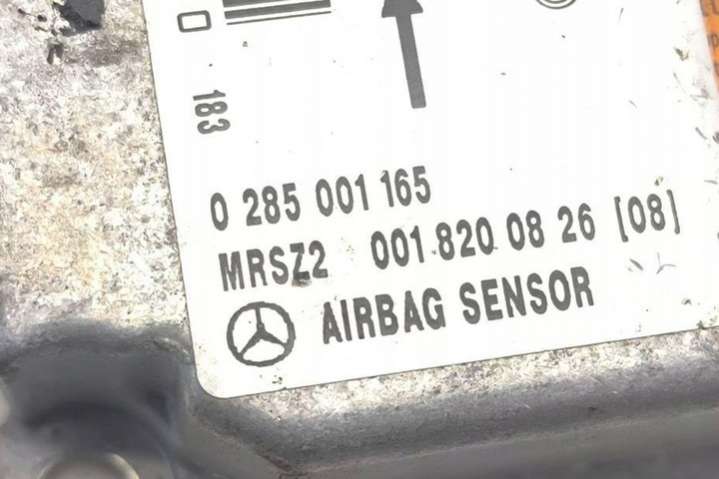 183
0 285 001 165
MRSZ2 001 820 08 26 [08]
AIRBAG SENSOR